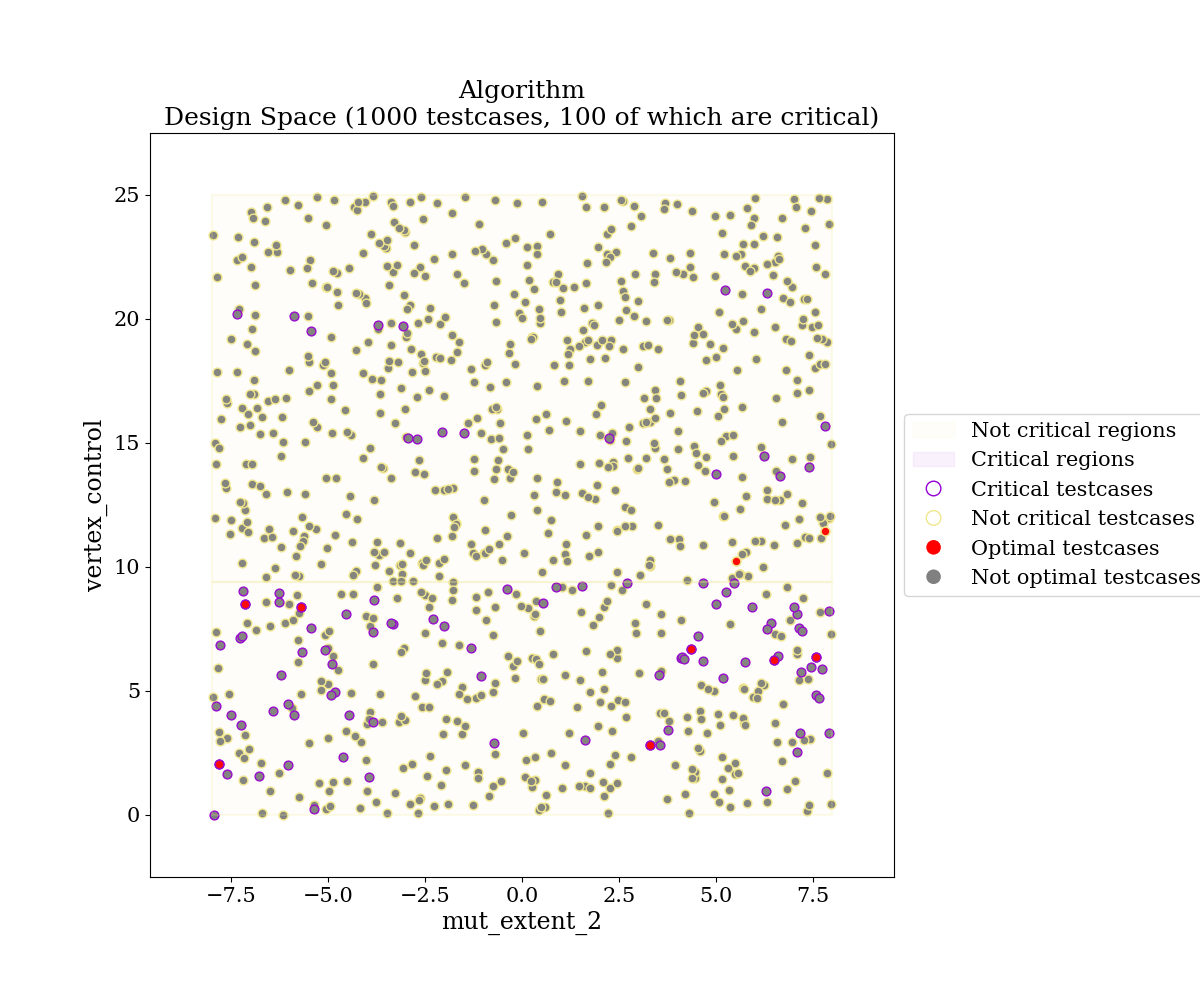 Algorithm
Design Space (1000 testcases, 100 of which are critical)
25
20
15
10
5
0
vertex_control
−7.5
−5.0
−2.5
0.0
2.5
5.0
7.5
mut_extent_2
Not critical regions
Critical regions
Critical testcases
Not critical testcases
Optimal testcases
Not optimal testcases